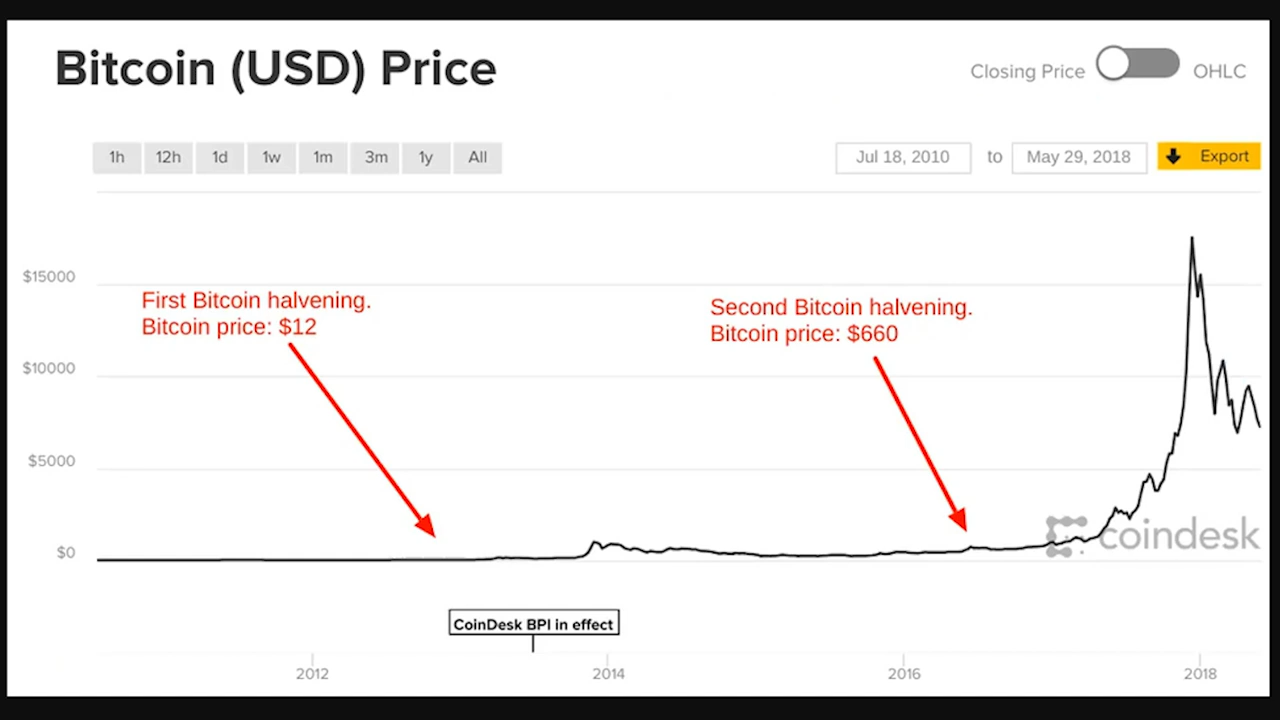 Bitcoin (USD) Price
Closing Price OHLC
1h 12h 1d 1w 1m 3m 1y All
Jul 18, 2010 to May 29, 2018 Export
$15000
First Bitcoin halvening.
Bitcoin price: $12
Second Bitcoin halvening.
Bitcoin price: $660
$10000
$5000
$0
coindesk
CoinDesk BPI in effect
2012 2014 2016 2018